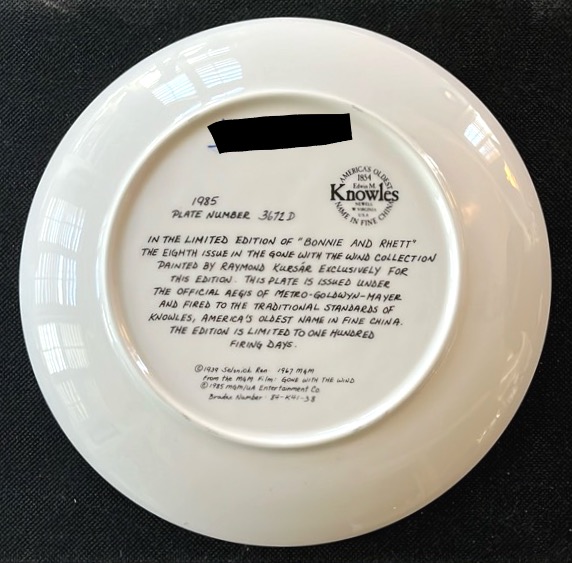 AMERICA'S OLDEST
1854
Edwin M.
Knowles
NEWELL
W. VIRGINIA
U.S.A.
NAME IN FINE CHINA
1985
PLATE NUMBER 3672 D
IN THE LIMITED EDITION OF "BONNIE AND RHETT"
THE EIGHTH ISSUE IN THE GONE WITH THE WIND COLLECTION
PAINTED BY RAYMOND KURSÁR EXCLUSIVELY FOR
THIS EDITION. THIS PLATE IS ISSUED UNDER
THE OFFICIAL AEGIS OF METRO-GOLDWYN-MAYER
AND FIRED TO THE TRADITIONAL STANDARDS OF
KNOWLES, AMERICA'S OLDEST NAME IN FINE CHINA.
THE EDITION IS LIMITED TO ONE HUNDRED
FIRING DAYS.
©1939 Selznick Ren. 1967 MGM
From the MGM Film: GONE WITH THE WIND
©1985 MGM/UA Entertainment Co.
Bradex Number: 84-K41-3.8